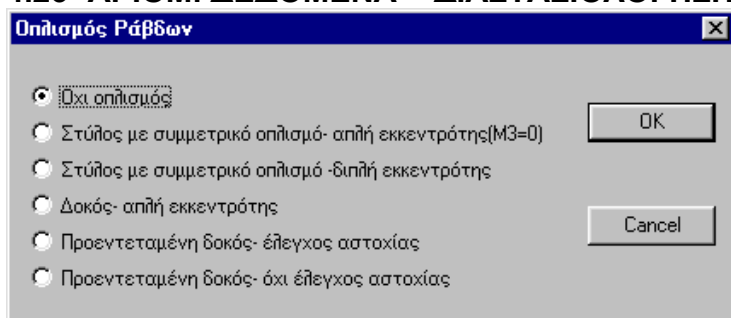 Οπλισμός Ράβδων
Οχι οπλισμός
Στύλος με συμμετρικό οπλισμό- απλή εκκεντρότης(M3=0)
OK
Στύλος με συμμετρικό οπλισμό -διπλή εκκεντρότης
Δοκός- απλή εκκεντρότης
Cancel
Προεντεταμένη δοκός- έλεγχος αστοχίας
Προεντεταμένη δοκός- όχι έλεγχος αστοχίας